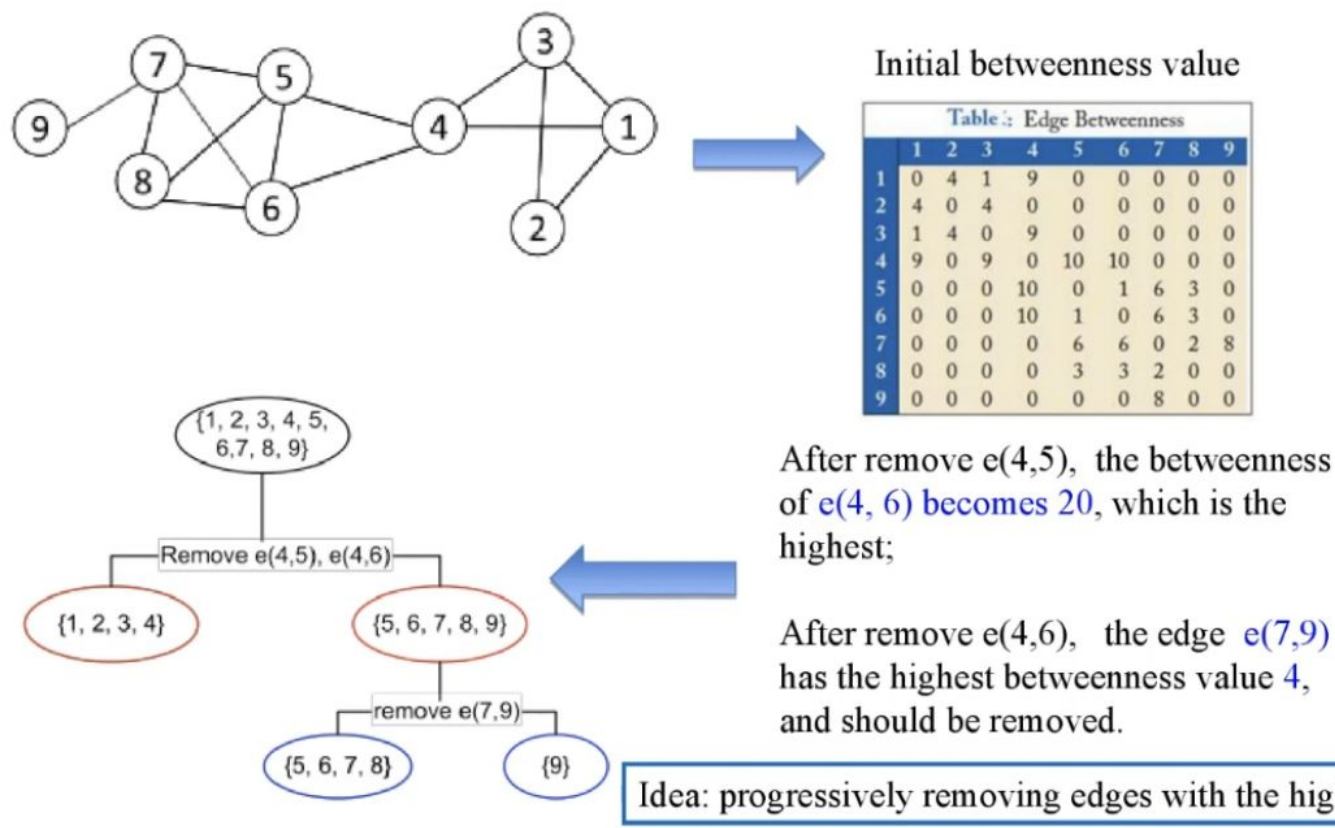 3
7
5
9
4
1
8
6
2
Initial betweenness value
Table : Edge Betweenness
1 2 3 4 5 6 7 8 9
1 0 4 1 9 0 0 0 0 0
2 4 0 4 0 0 0 0 0 0
3 1 4 0 9 0 0 0 0 0
4 9 0 9 0 10 10 0 0 0
5 0 0 0 10 0 1 6 3 0
6 0 0 0 10 1 0 6 3 0
7 0 0 0 0 6 6 0 2 8
8 0 0 0 0 3 3 2 0 0
9 0 0 0 0 0 0 8 0 0
{1, 2, 3, 4, 5,
6,7, 8, 9}
Remove e(4,5), e(4,6)
{1, 2, 3, 4}
{5, 6, 7, 8, 9}
remove e(7,9)
{5, 6, 7, 8}
{9}
After remove e(4,5), the betweenness
of e(4, 6) becomes 20, which is the
highest;
After remove e(4,6), the edge e(7,9)
has the highest betweenness value 4,
and should be removed.
Idea: progressively removing edges with the hig